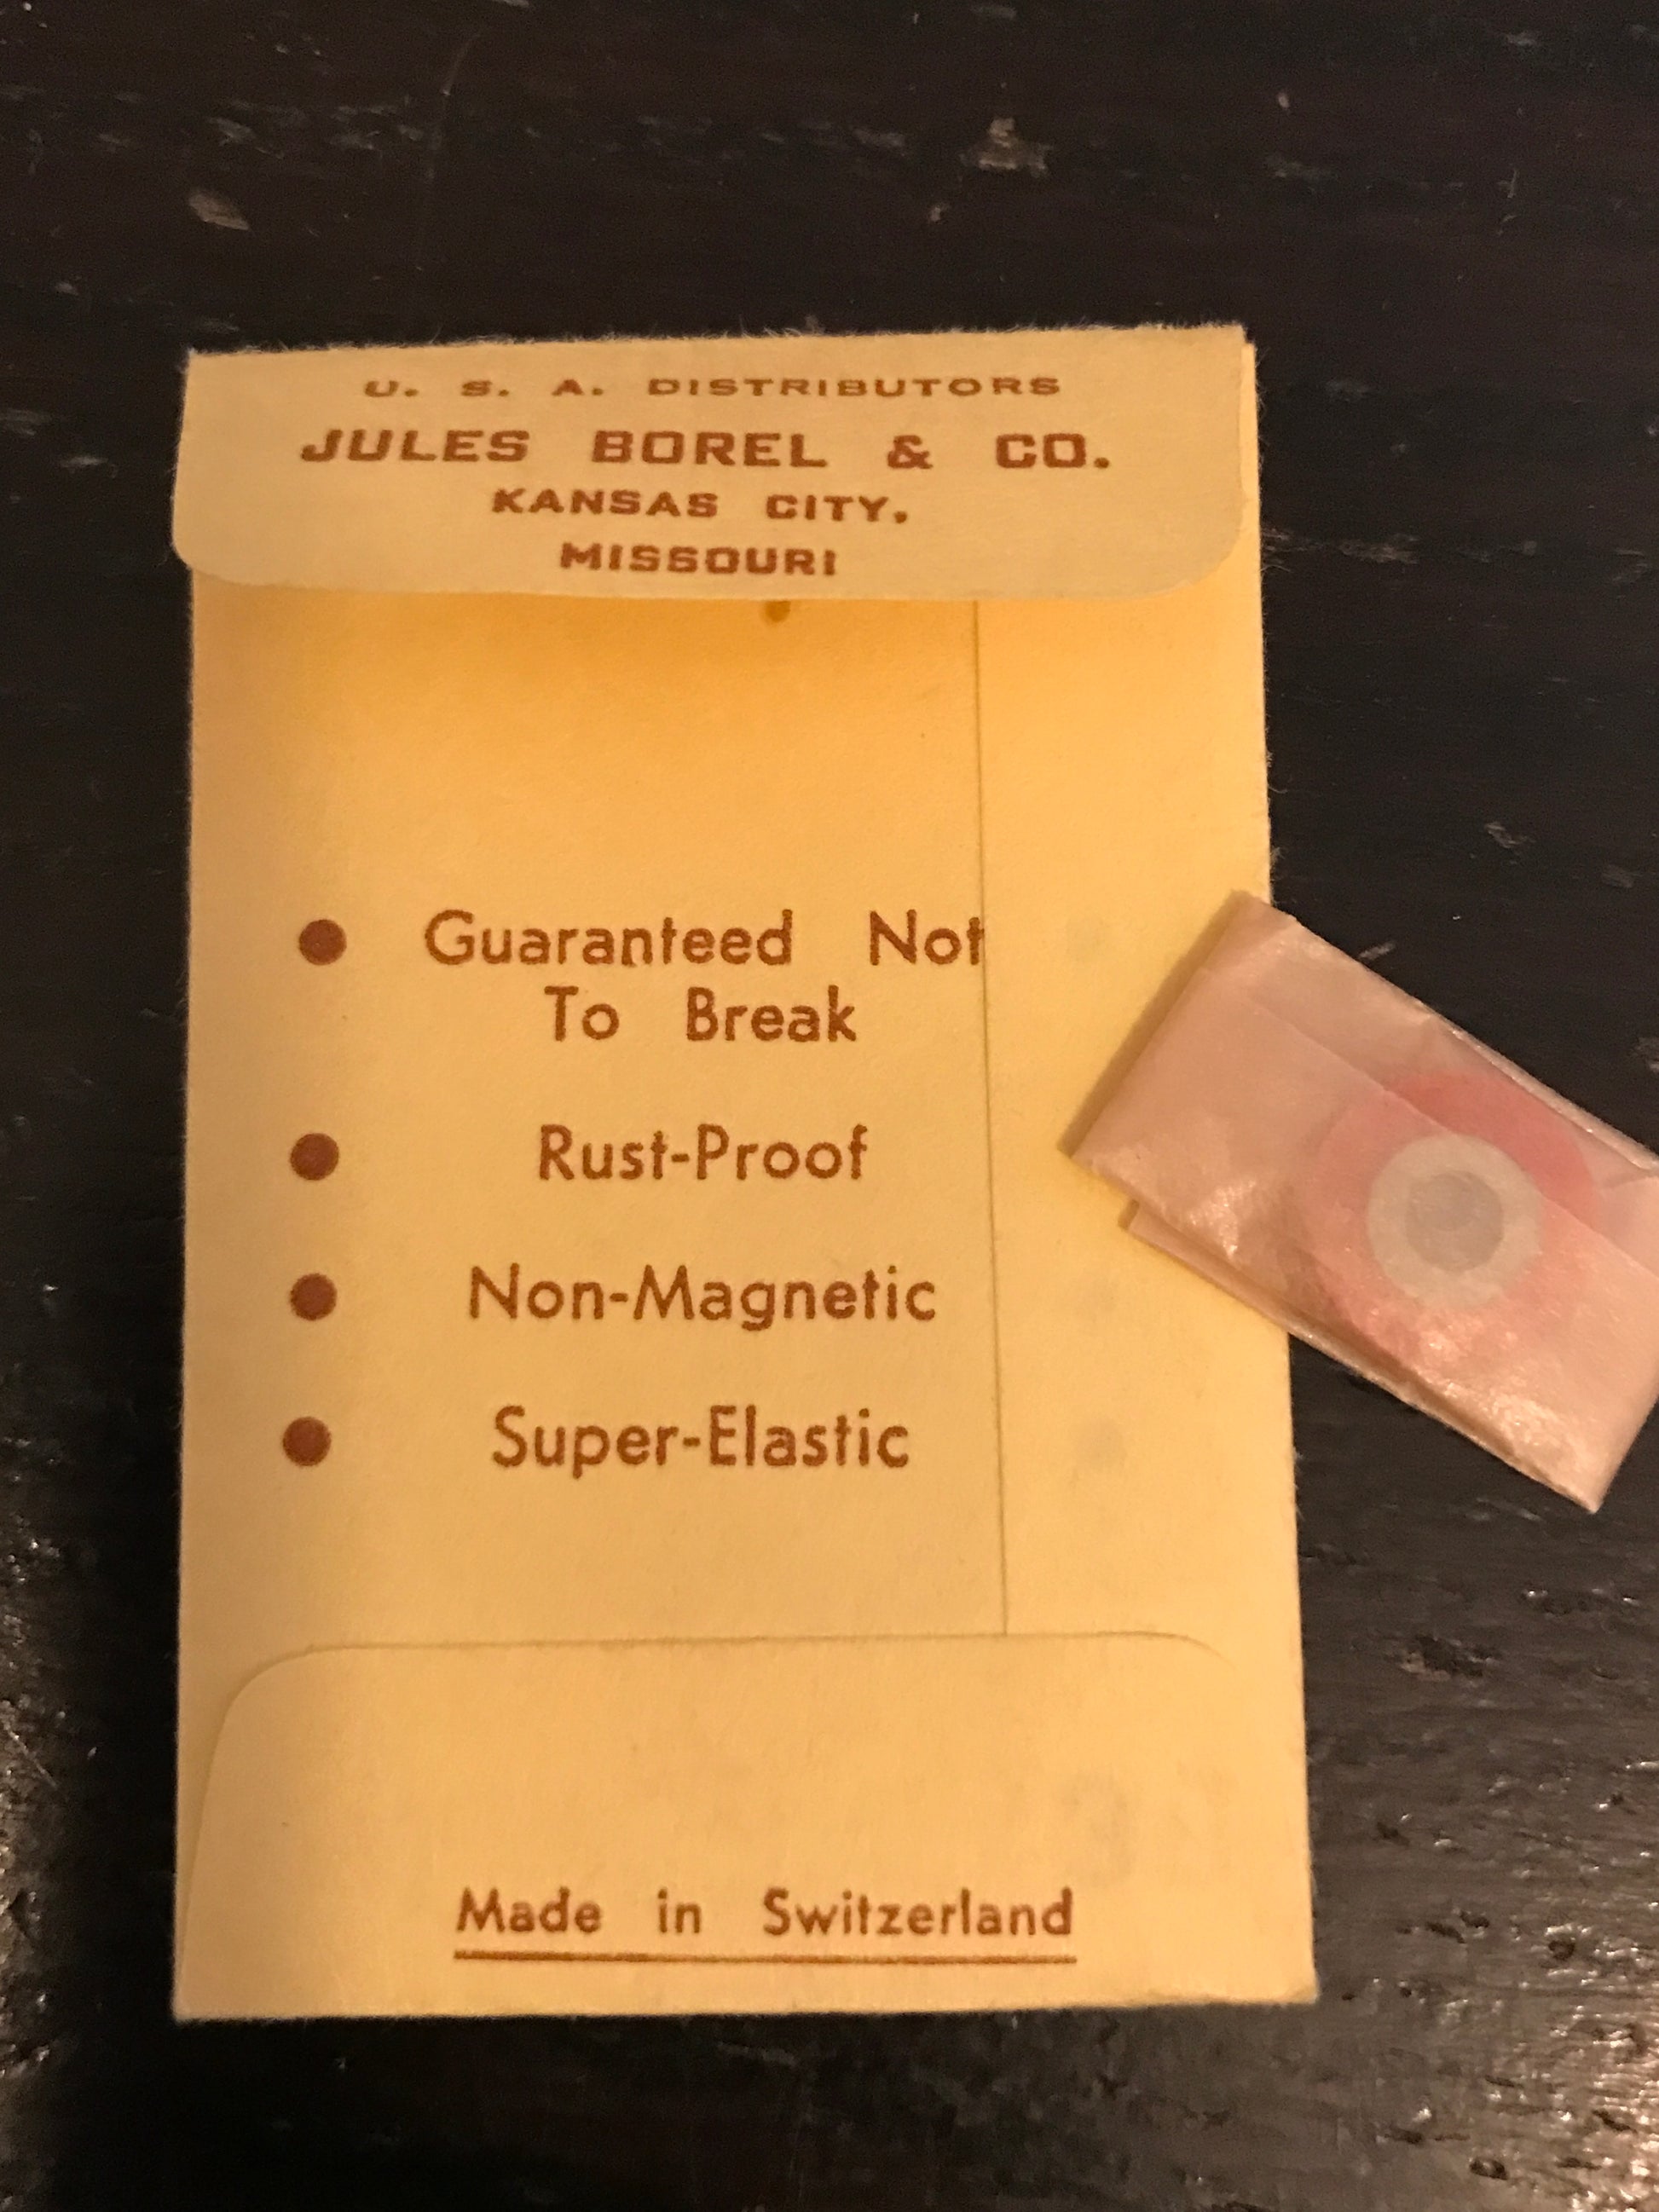 U. S. A. DISTRIBUTORS
JULES BOREL & CO.
KANSAS CITY,
MISSOURI
● Guaranteed Not
To Break
● Rust-Proof
● Non-Magnetic
● Super-Elastic
Made in Switzerland